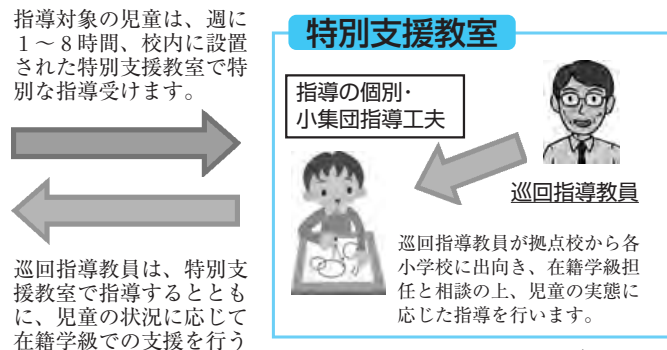 指導対象の児童は、週に
１～８時間、校内に設置
された特別支援教室で特
別な指導受けます。
巡回指導教員は、特別支
援教室で指導するととも
に、児童の状況に応じて
在籍学級での支援を行う
特別支援教室
指導の個別・
小集団指導工夫
巡回指導教員
巡回指導教員が拠点校から各
小学校に出向き、在籍学級担
任と相談の上、児童の実態に
応じた指導を行います。